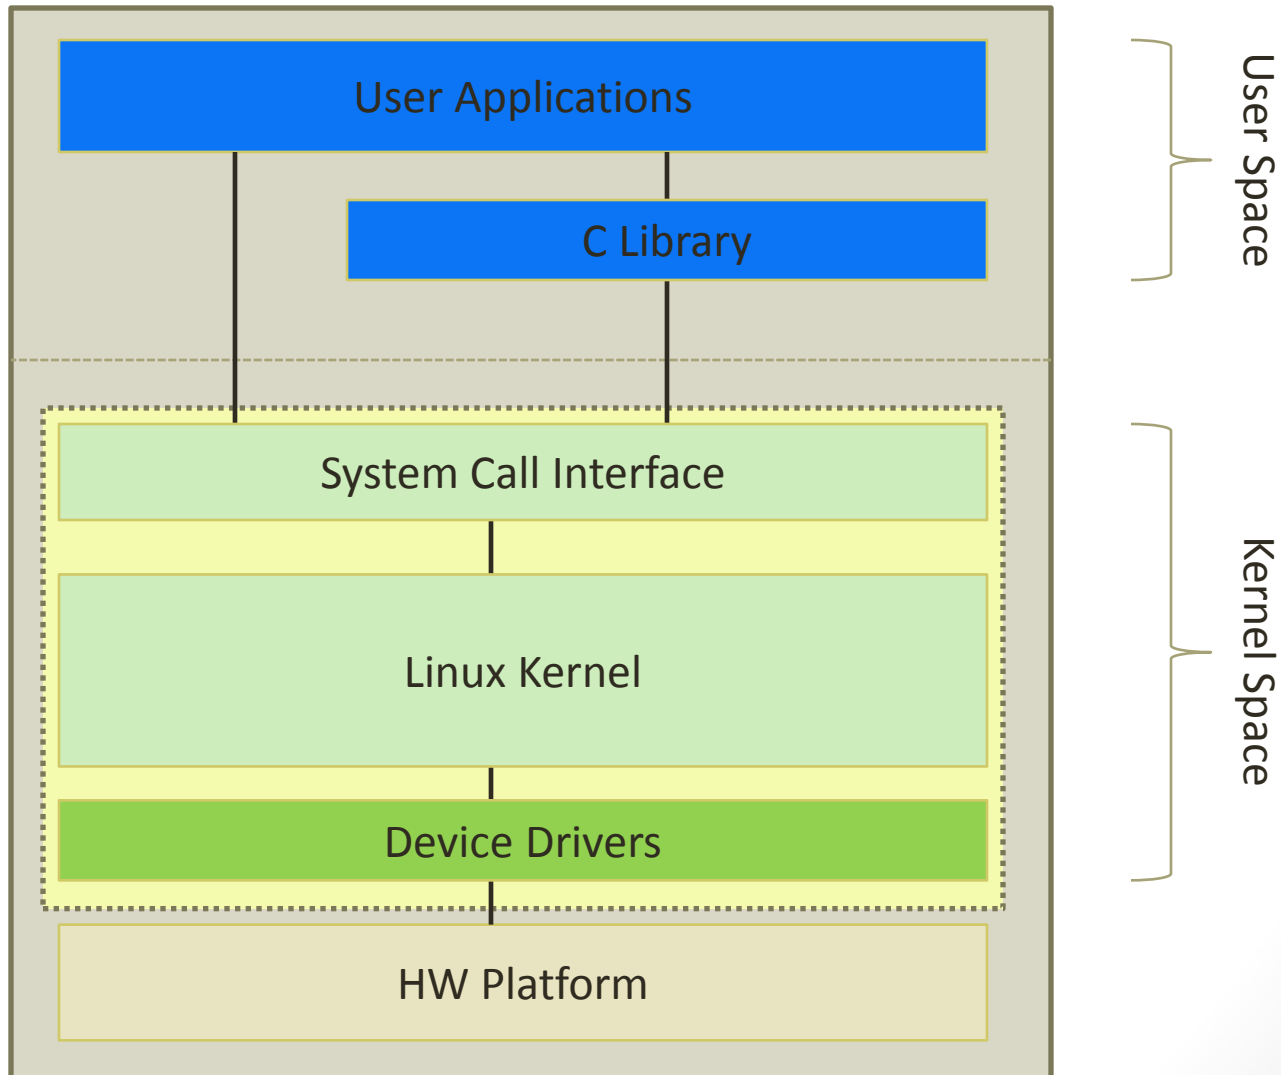 User Applications
C Library
User Space
System Call Interface
Linux Kernel
Device Drivers
Kernel Space
HW Platform